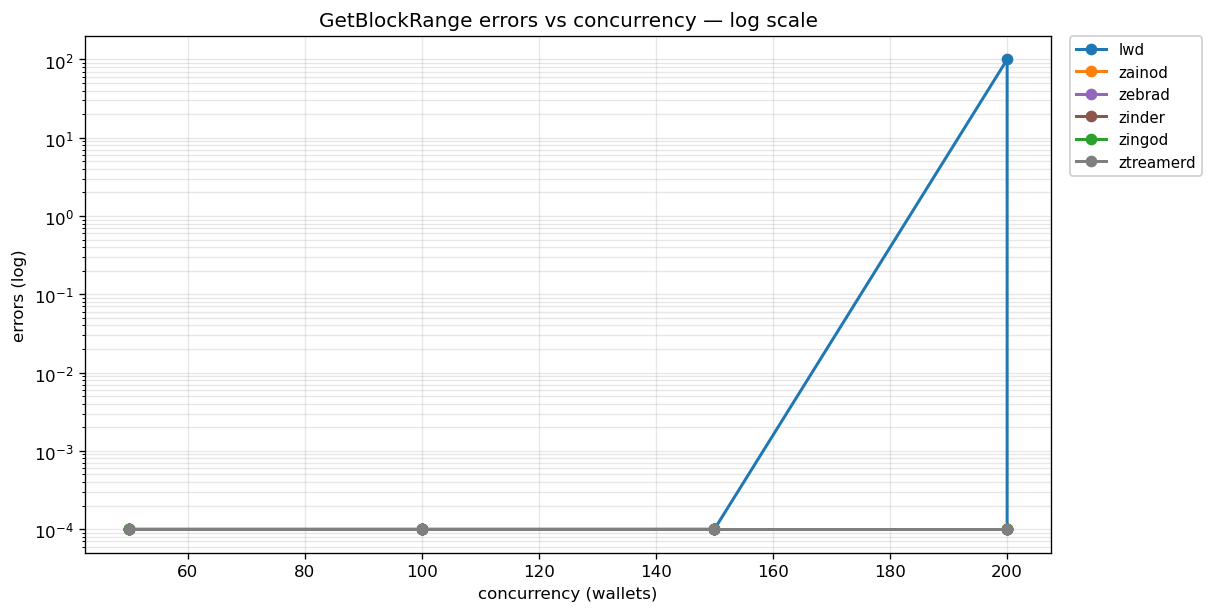 GetBlockRange errors vs concurrency — log scale
errors (log)
10²
10¹
10⁰
10⁻¹
10⁻²
10⁻³
10⁻⁴
60 80 100 120 140 160 180 200
concurrency (wallets)
lwd
zainod
zebrad
zinder
zingod
ztreamerd